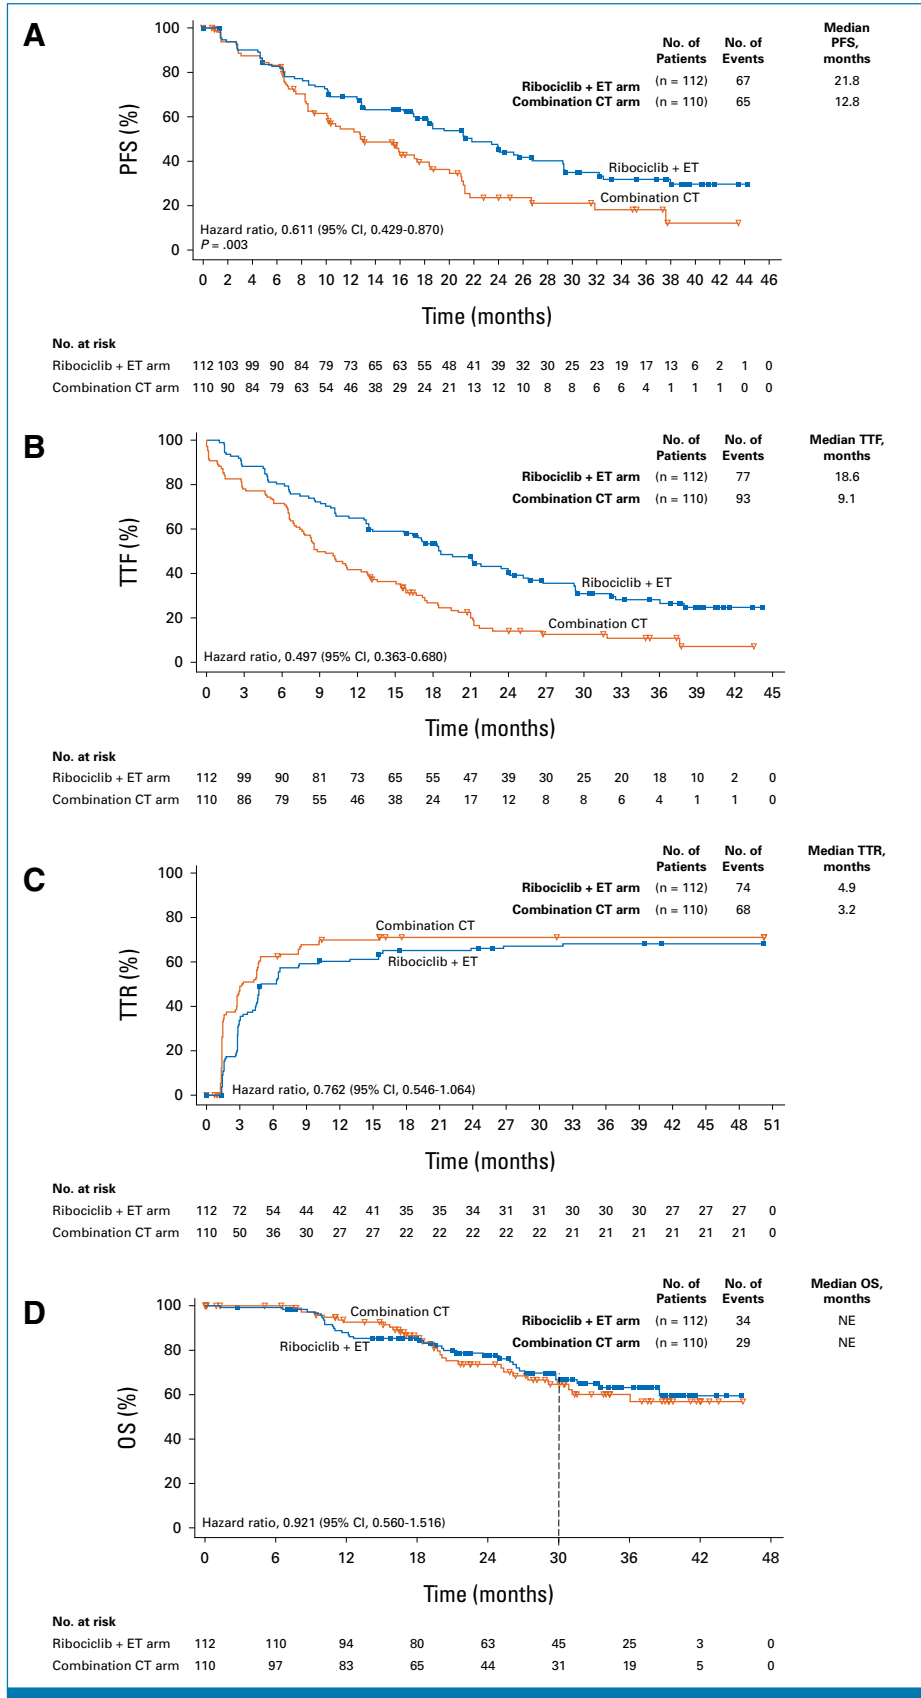 A
No. of Patients No. of Events Median PFS, months
Ribociclib + ET arm (n = 112) 67 21.8
Combination CT arm (n = 110) 65 12.8
PFS (%)
100
80
60
40
20
0
Ribociclib + ET
Combination CT
Hazard ratio, 0.611 (95% CI, 0.429-0.870)
P = .003
0 2 4 6 8 10 12 14 16 18 20 22 24 26 28 30 32 34 36 38 40 42 44 46
Time (months)
No. at risk
Ribociclib + ET arm 112 103 99 90 84 79 73 65 63 55 48 41 39 32 30 25 23 19 17 13 6 2 1 0
Combination CT arm 110 90 84 79 63 54 46 38 29 24 21 13 12 10 8 8 6 6 4 1 1 1 0 0
B
No. of Patients No. of Events Median TTF, months
Ribociclib + ET arm (n = 112) 77 18.6
Combination CT arm (n = 110) 93 9.1
TTF (%)
100
80
60
40
20
0
Ribociclib + ET
Combination CT
Hazard ratio, 0.497 (95% CI, 0.363-0.680)
0 3 6 9 12 15 18 21 24 27 30 33 36 39 42 45
Time (months)
No. at risk
Ribociclib + ET arm 112 99 90 81 73 65 55 47 39 30 25 20 18 10 2 0
Combination CT arm 110 86 79 55 46 38 24 17 12 8 8 6 4 1 1 0
C
No. of Patients No. of Events Median TTR, months
Ribociclib + ET arm (n = 112) 74 4.9
Combination CT arm (n = 110) 68 3.2
TTR (%)
100
80
60
40
20
0
Combination CT
Ribociclib + ET
Hazard ratio, 0.762 (95% CI, 0.546-1.064)
0 3 6 9 12 15 18 21 24 27 30 33 36 39 42 45 48 51
Time (months)
No. at risk
Ribociclib + ET arm 112 72 54 44 42 41 35 35 34 31 31 30 30 30 27 27 27 0
Combination CT arm 110 50 36 30 27 27 22 22 22 22 22 21 21 21 21 21 21 0
D
No. of Patients No. of Events Median OS, months
Ribociclib + ET arm (n = 112) 34 NE
Combination CT arm (n = 110) 29 NE
OS (%)
100
80
60
40
20
0
Combination CT
Ribociclib + ET
Hazard ratio, 0.921 (95% CI, 0.560-1.516)
0 6 12 18 24 30 36 42 48
Time (months)
No. at risk
Ribociclib + ET arm 112 110 94 80 63 45 25 3 0
Combination CT arm 110 97 83 65 44 31 19 5 0